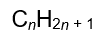 CₙH₂ₙ ₊ ₁